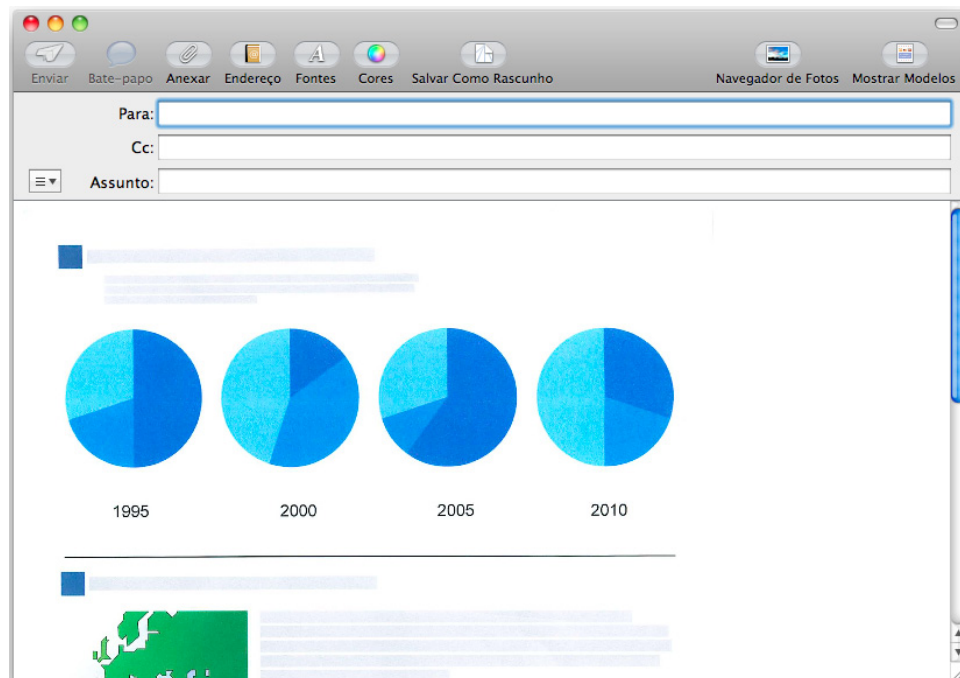 Enviar Bate-papo Anexar Endereço Fontes Cores Salvar Como Rascunho Navegador de Fotos Mostrar Modelos
Para:
Cc:
Assunto:
1995 2000 2005 2010